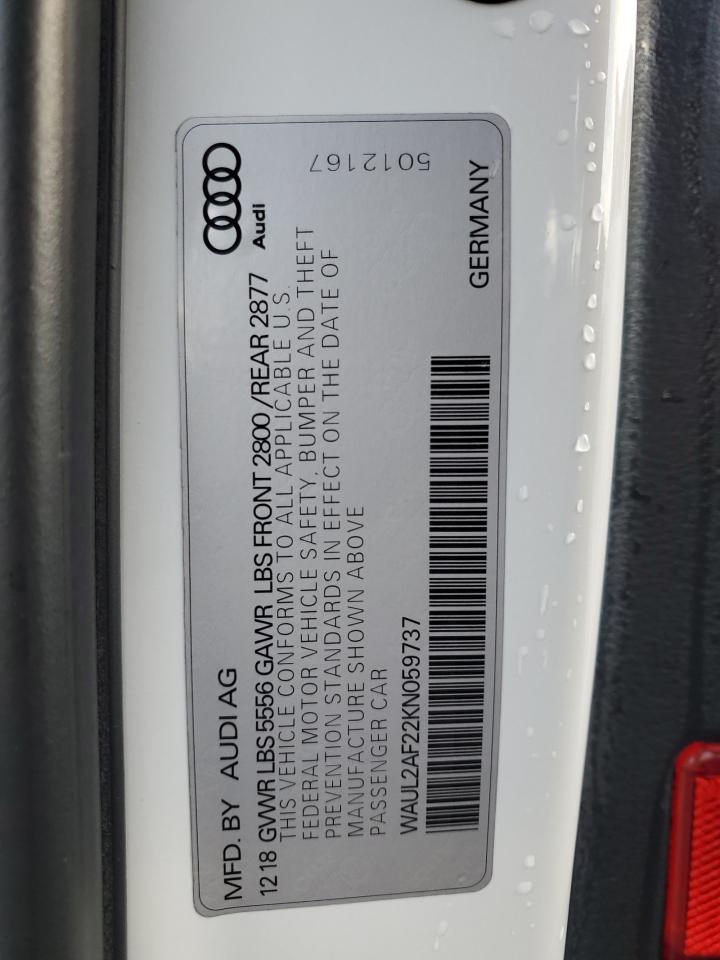 MFD. BY AUDI AG
12 18 GVWR LBS 5556 GAWR LBS FRONT 2800 /REAR 2877
THIS VEHICLE CONFORMS TO ALL APPLICABLE U.S.
FEDERAL MOTOR VEHICLE SAFETY, BUMPER AND THEFT
PREVENTION STANDARDS IN EFFECT ON THE DATE OF
MANUFACTURE SHOWN ABOVE
PASSENGER CAR
WAUL2AF22KN059737
Audi
5012167
GERMANY